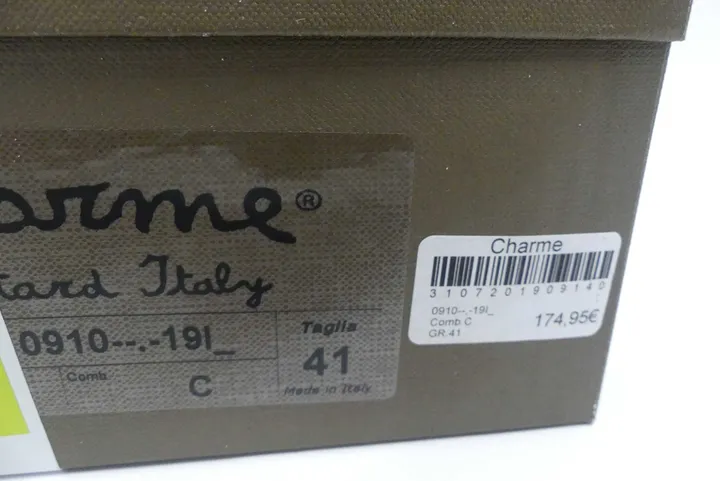 arme®
tard Italy
0910--.-19I_
Taglia
41
Comb
C
Made in Italy
Charme
3107201909140
0910--.-19I_
Comb C
GR.41
174,95€